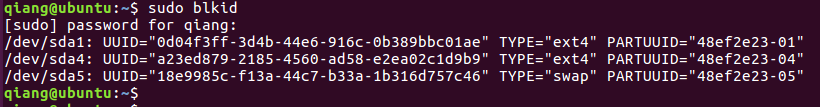 qiang@ubuntu:~$ sudo blkid
[sudo] password for qiang:
/dev/sda1: UUID="0d04f3ff-3d4b-44e6-916c-0b389bbc01ae" TYPE="ext4" PARTUUID="48ef2e23-01"
/dev/sda4: UUID="a23ed879-2185-4560-ad58-e2ea02c1d9b9" TYPE="ext4" PARTUUID="48ef2e23-04"
/dev/sda5: UUID="18e9985c-f13a-44c7-b33a-1b316d757c46" TYPE="swap" PARTUUID="48ef2e23-05"
qiang@ubuntu:~$
qiang@ubuntu:~$